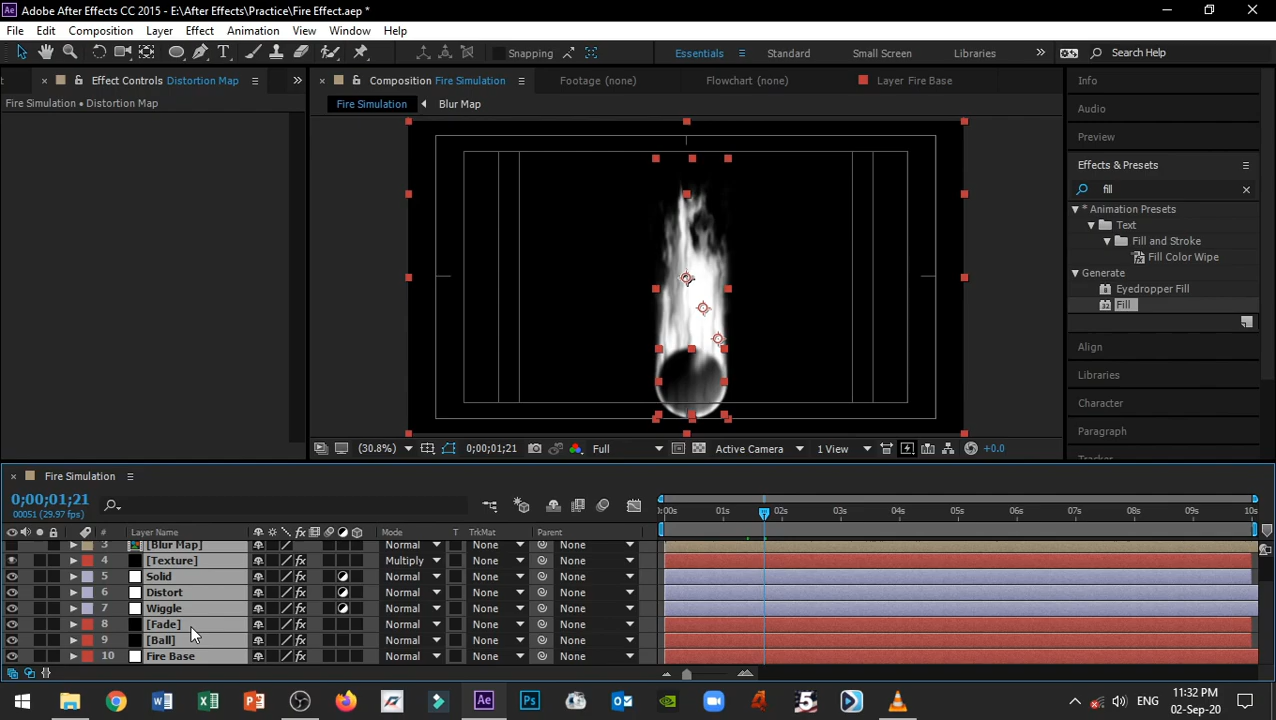 Adobe After Effects CC 2015 - E:\After Effects\Practice\Fire Effect.aep *
File Edit Composition Layer Effect Animation View Window Help
Snapping Essentials Standard Small Screen Libraries Search Help
Effect Controls Distortion Map Composition Fire Simulation Footage (none) Flowchart (none) Layer Fire Base Info
Fire Simulation • Distortion Map Fire Simulation Blur Map
Audio
Preview
Effects & Presets
fill
* Animation Presets
Text
Fill and Stroke
Fill Color Wipe
Generate
Eyedropper Fill
Fill
Align
Libraries
Character
Paragraph
(30.8%) 0;00;01;21 Full Active Camera 1 View +0.0
Fire Simulation
0;00;01;21
00051 (29.97 fps)
:00s 01s 02s 03s 04s 05s 06s 07s 08s 09s 10s
Layer Name Mode T TrkMat Parent
3 [Blur Map] Normal None None
4 [Texture] Multiply None None
5 Solid Normal None None
6 Distort Normal None None
7 Wiggle Normal None None
8 [Fade] Normal None None
9 [Ball] Normal None None
10 Fire Base Normal None None
ENG 11:32 PM
02-Sep-20